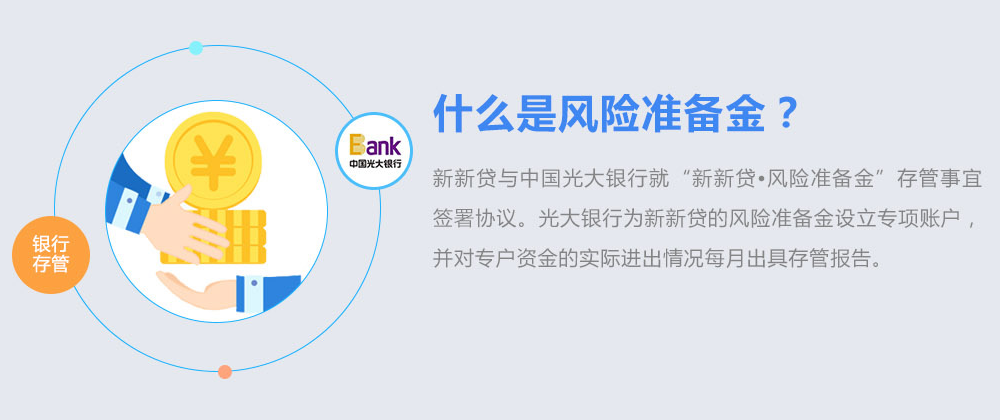 什么是风险准备金？
Bank
中国光大银行
新新贷与中国光大银行就“新新贷•风险准备金”存管事宜
签署协议。光大银行为新新贷的风险准备金设立专项账户，
并对专户资金的实际进出情况每月出具存管报告。
银行
存管
¥